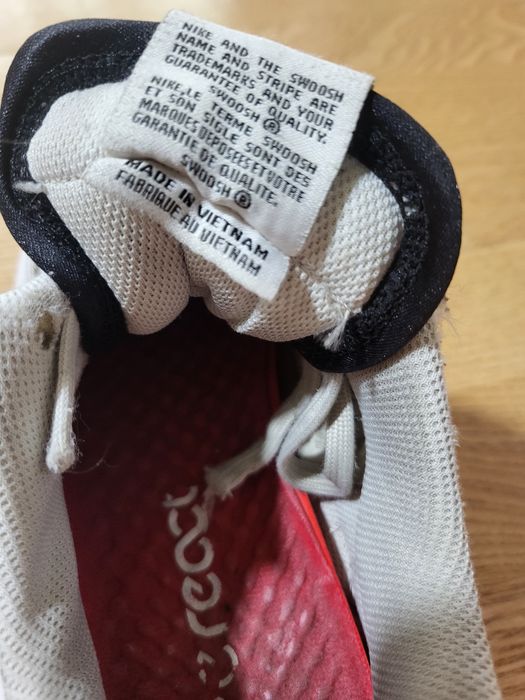 NIKE AND THE SWOOSH
NAME AND STRIPE ARE
TRADEMARKS AND YOUR
GUARANTEE OF QUALITY.
SWOOSH ®
NIKE,LE TERME SWOOSH
ET SON SIGLE SONT DES
MARQUES DEPOSEES ET VOTRE
GARANTIE DE QUALITE.
SWOOSH ®
MADE IN VIETNAM
FABRIQUE AU VIETNAM